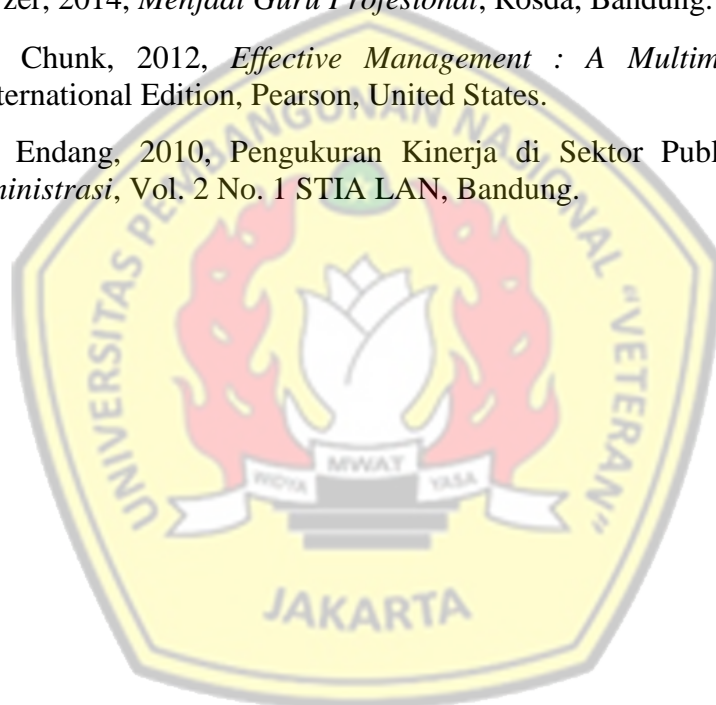 zer, 2014, Menjadi Guru Profesional, Rosda, Bandung.
Chunk, 2012, Effective Management : A Multim
ternational Edition, Pearson, United States.
Endang, 2010, Pengukuran Kinerja di Sektor Publ
ministrasi, Vol. 2 No. 1 STIA LAN, Bandung.
UNIVERSITAS PEMBANGUNAN NASIONAL "VETERAN"
WIDYA MWAT YASA
JAKARTA